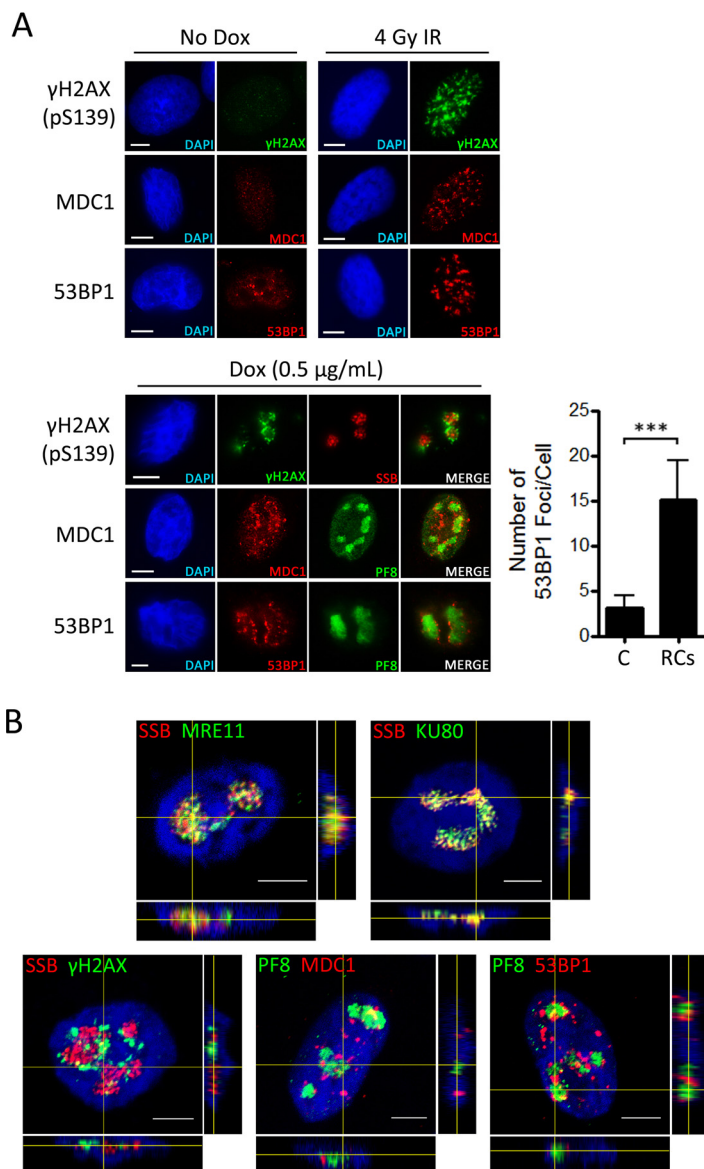 A
No Dox 4 Gy IR
γH2AX
(pS139)
DAPI γH2AX DAPI γH2AX
MDC1
DAPI MDC1 DAPI MDC1
53BP1
DAPI 53BP1 DAPI 53BP1
Dox (0.5 μg/mL)
γH2AX
(pS139)
DAPI γH2AX SSB MERGE
MDC1
DAPI MDC1 PF8 MERGE
53BP1
DAPI 53BP1 PF8 MERGE
Number of
53BP1 Foci/Cell
25
20
15
10
5
0
***
C RCs
B
SSB MRE11 SSB KU80
SSB γH2AX PF8 MDC1 PF8 53BP1